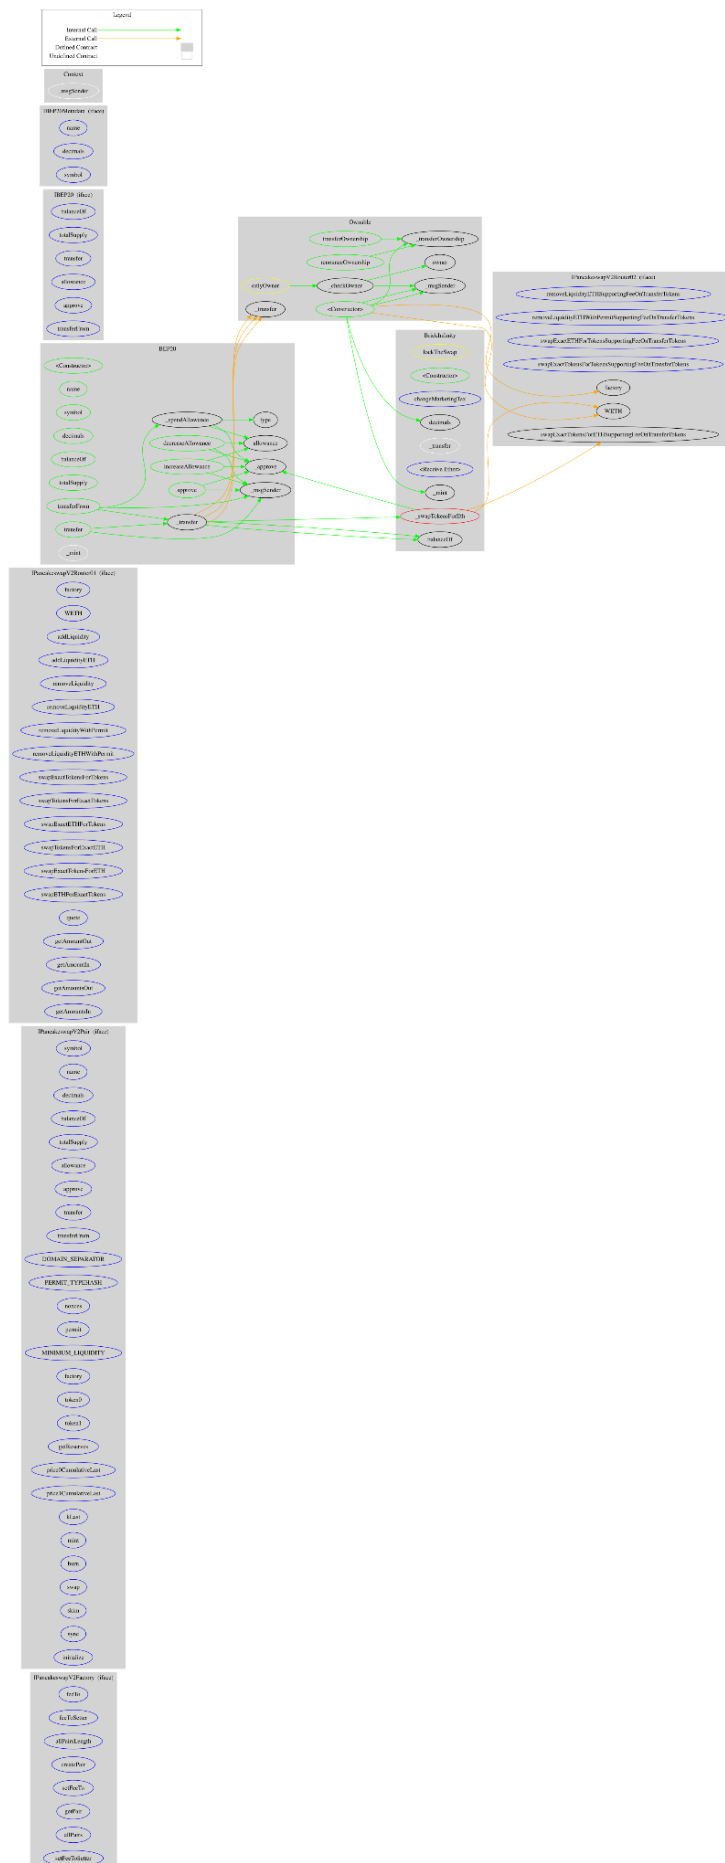 Legend
Internal Call
External Call
Defined Contract
Undefined Contract
Context
_msgSender
IBEP20Metadata (iface)
name
decimals
symbol
IBEP20 (iface)
balanceOf
totalSupply
transfer
allowance
approve
transferFrom
Ownable
transferOwnership
_transferOwnership
renounceOwnership
owner
onlyOwner
_checkOwner
_msgSender
_transfer
<Constructor>
IPancakeswapV2Router02 (iface)
removeLiquidityETHSupportingFeeOnTransferTokens
removeLiquidityETHWithPermitSupportingFeeOnTransferTokens
swapExactETHForTokensSupportingFeeOnTransferTokens
swapExactTokensForTokensSupportingFeeOnTransferTokens
factory
WETH
swapExactTokensForETHSupportingFeeOnTransferTokens
lockTheSwap
<Constructor>
changeMarketingTax
decimals
_transfer
<Receive Ether>
_mint
_swapTokensForEth
balanceOf
BEP20
<Constructor>
name
symbol
decimals
balanceOf
totalSupply
transferFrom
transfer
_mint
_spendAllowance
type
decreaseAllowance
allowance
increaseAllowance
_approve
approve
_msgSender
_transfer
IPancakeswapV2Router01 (iface)
factory
WETH
addLiquidity
addLiquidityETH
removeLiquidity
removeLiquidityETH
removeLiquidityWithPermit
removeLiquidityETHWithPermit
swapExactTokensForTokens
swapTokensForExactTokens
swapExactETHForTokens
swapTokensForExactETH
swapExactTokensForETH
swapETHForExactTokens
quote
getAmountOut
getAmountIn
getAmountsOut
getAmountsIn
IPancakeswapV2Pair (iface)
symbol
name
decimals
balanceOf
totalSupply
allowance
approve
transfer
transferFrom
DOMAIN_SEPARATOR
PERMIT_TYPEHASH
nonces
permit
MINIMUM_LIQUIDITY
factory
token0
token1
getReserves
price0CumulativeLast
price1CumulativeLast
kLast
mint
burn
swap
skim
sync
initialize
IPancakeswapV2Factory (iface)
feeTo
feeToSetter
allPairsLength
createPair
setFeeTo
getPair
allPairs
setFeeToSetter